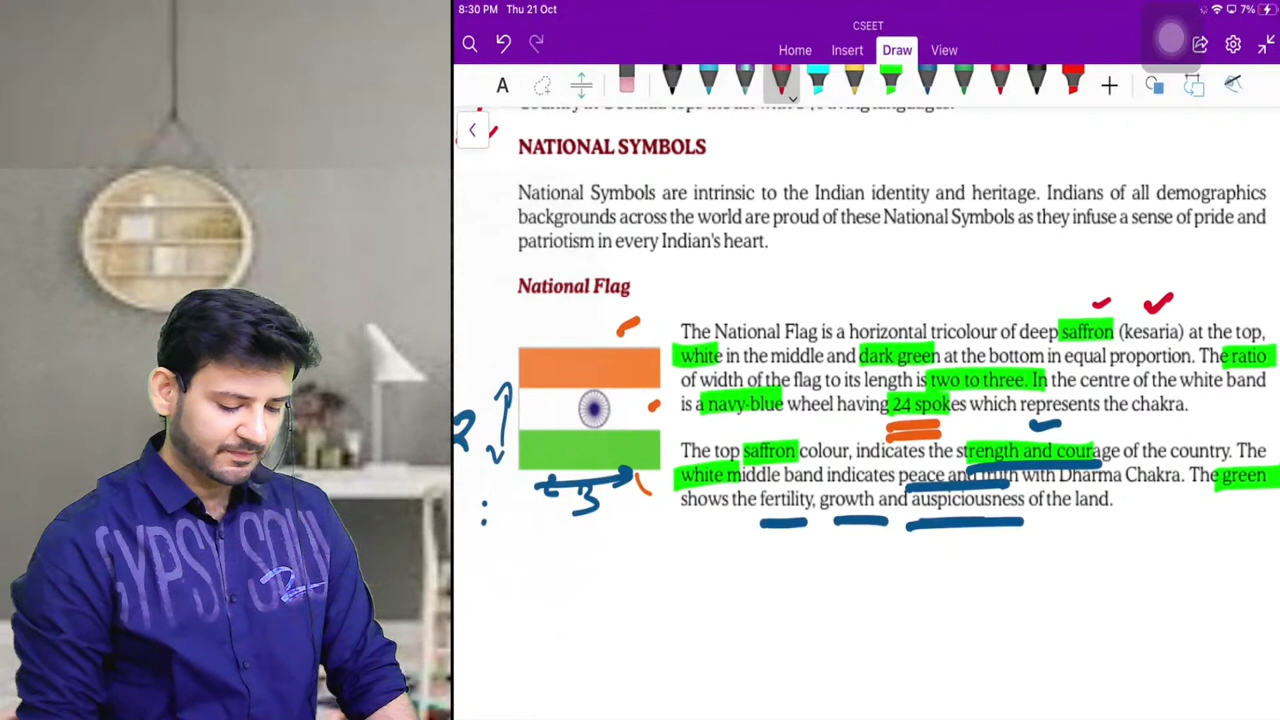 8:30 PM Thu 21 Oct
7%
CSEET
Home Insert Draw View
A
NATIONAL SYMBOLS
National Symbols are intrinsic to the Indian identity and heritage. Indians of all demographics
backgrounds across the world are proud of these National Symbols as they infuse a sense of pride and
patriotism in every Indian's heart.
National Flag
The National Flag is a horizontal tricolour of deep saffron (kesaria) at the top,
white in the middle and dark green at the bottom in equal proportion. The ratio
of width of the flag to its length is two to three. In the centre of the white band
is a navy-blue wheel having 24 spokes which represents the chakra.
The top saffron colour, indicates the strength and courage of the country. The
white middle band indicates peace and truth with Dharma Chakra. The green
shows the fertility, growth and auspiciousness of the land.
2
:
3
GYPSY SOUL